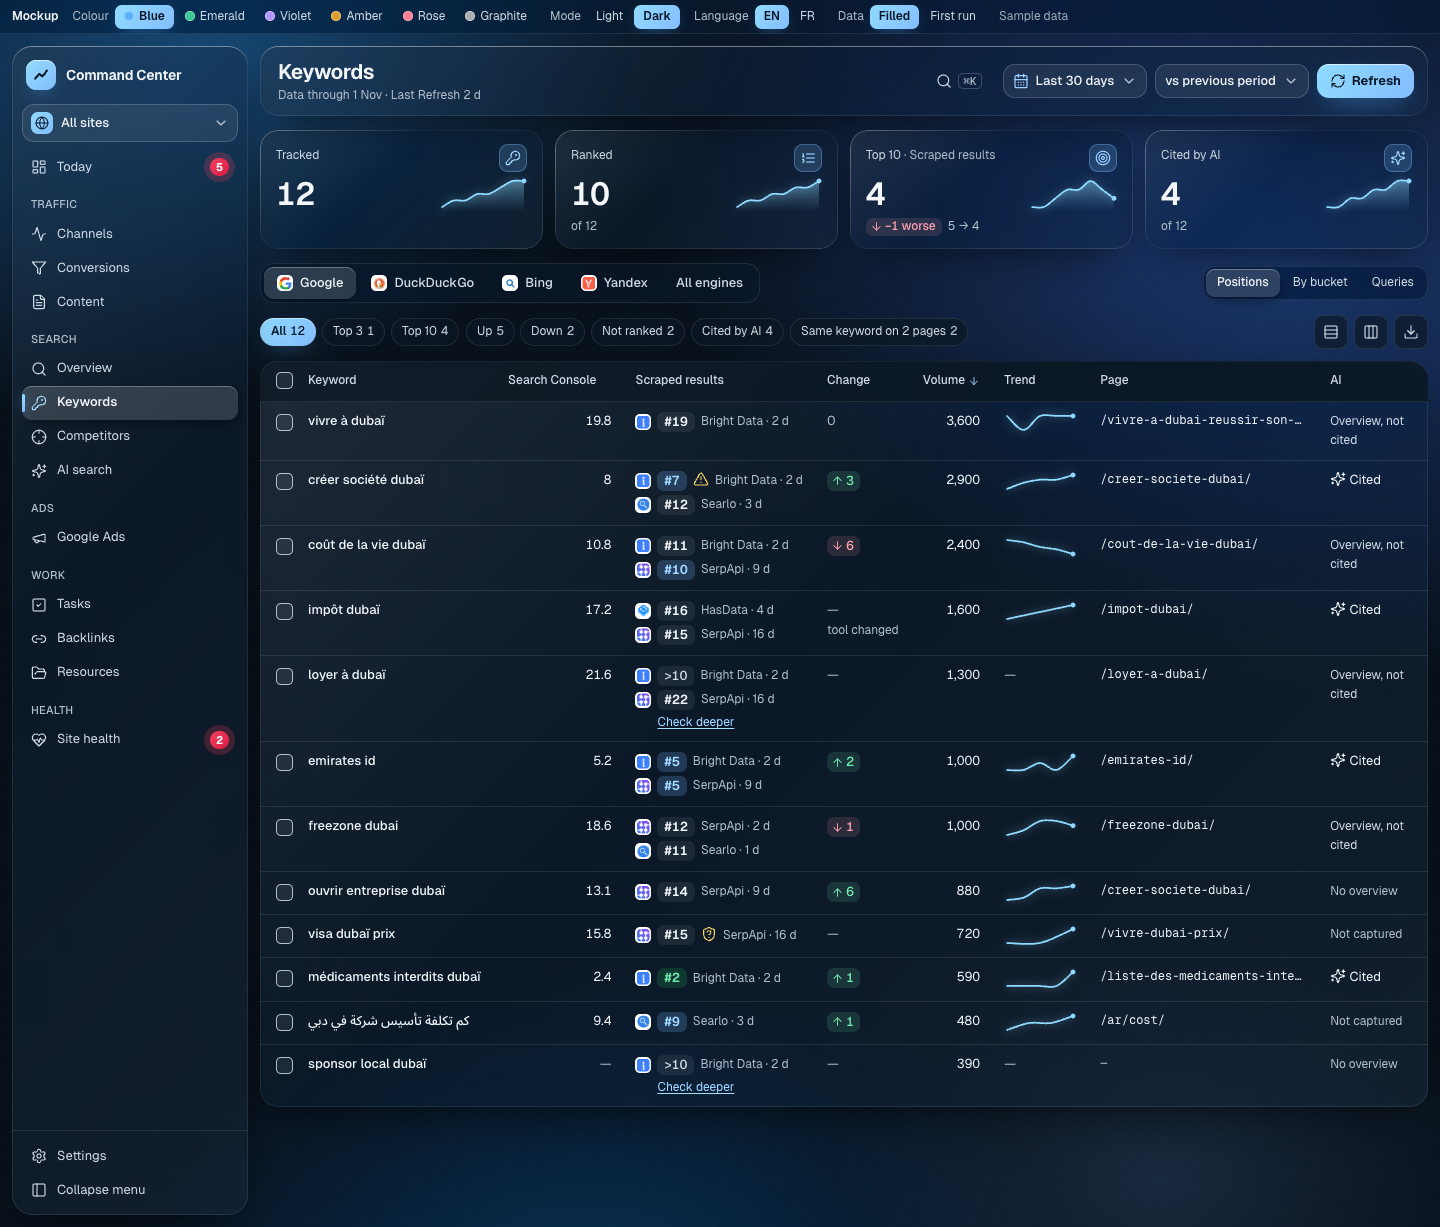 Mockup Colour Blue Emerald Violet Amber Rose Graphite Mode Light Dark Language EN FR Data Filled First run Sample data
Command Center
All sites
Today 5
TRAFFIC
Channels
Conversions
Content
SEARCH
Overview
Keywords
Competitors
AI search
ADS
Google Ads
WORK
Tasks
Backlinks
Resources
HEALTH
Site health 2
Settings
Collapse menu
Keywords
Data through 1 Nov · Last Refresh 2 d
⌘K Last 30 days vs previous period Refresh
Tracked
12
Ranked
10
of 12
Top 10 · Scraped results
4
↓ −1 worse 5 → 4
Cited by AI
4
of 12
Google DuckDuckGo Bing Yandex All engines
Positions By bucket Queries
All 12 Top 3 1 Top 10 4 Up 5 Down 2 Not ranked 2 Cited by AI 4 Same keyword on 2 pages 2
Keyword Search Console Scraped results Change Volume ↓ Trend Page AI
vivre à dubaï 19.8 #19 Bright Data · 2 d 0 3,600 /vivre-a-dubai-reussir-son-… Overview, not
cited
créer société dubaï 8 #7 Bright Data · 2 d ↑ 3 2,900 /creer-societe-dubai/ Cited
#12 Searlo · 3 d
coût de la vie dubaï 10.8 #11 Bright Data · 2 d ↓ 6 2,400 /cout-de-la-vie-dubai/ Overview, not
#10 SerpApi · 9 d cited
impôt dubaï 17.2 #16 HasData · 4 d — 1,600 /impot-dubai/ Cited
#15 SerpApi · 16 d tool changed
loyer à dubaï 21.6 >10 Bright Data · 2 d — 1,300 — /loyer-a-dubai/ Overview, not
#22 SerpApi · 16 d cited
Check deeper
emirates id 5.2 #5 Bright Data · 2 d ↑ 2 1,000 /emirates-id/ Cited
#5 SerpApi · 9 d
freezone dubai 18.6 #12 SerpApi · 2 d ↓ 1 1,000 /freezone-dubai/ Overview, not
#11 Searlo · 1 d cited
ouvrir entreprise dubaï 13.1 #14 SerpApi · 9 d ↑ 6 880 /creer-societe-dubai/ No overview
visa dubaï prix 15.8 #15 SerpApi · 16 d — 720 /vivre-dubai-prix/ Not captured
médicaments interdits dubaï 2.4 #2 Bright Data · 2 d ↑ 1 590 /liste-des-medicaments-inte… Cited
كم تكلفة تأسيس شركة في دبي 9.4 #9 Searlo · 3 d ↑ 1 480 /ar/cost/ Not captured
sponsor local dubaï — >10 Bright Data · 2 d — 390 — – No overview
Check deeper